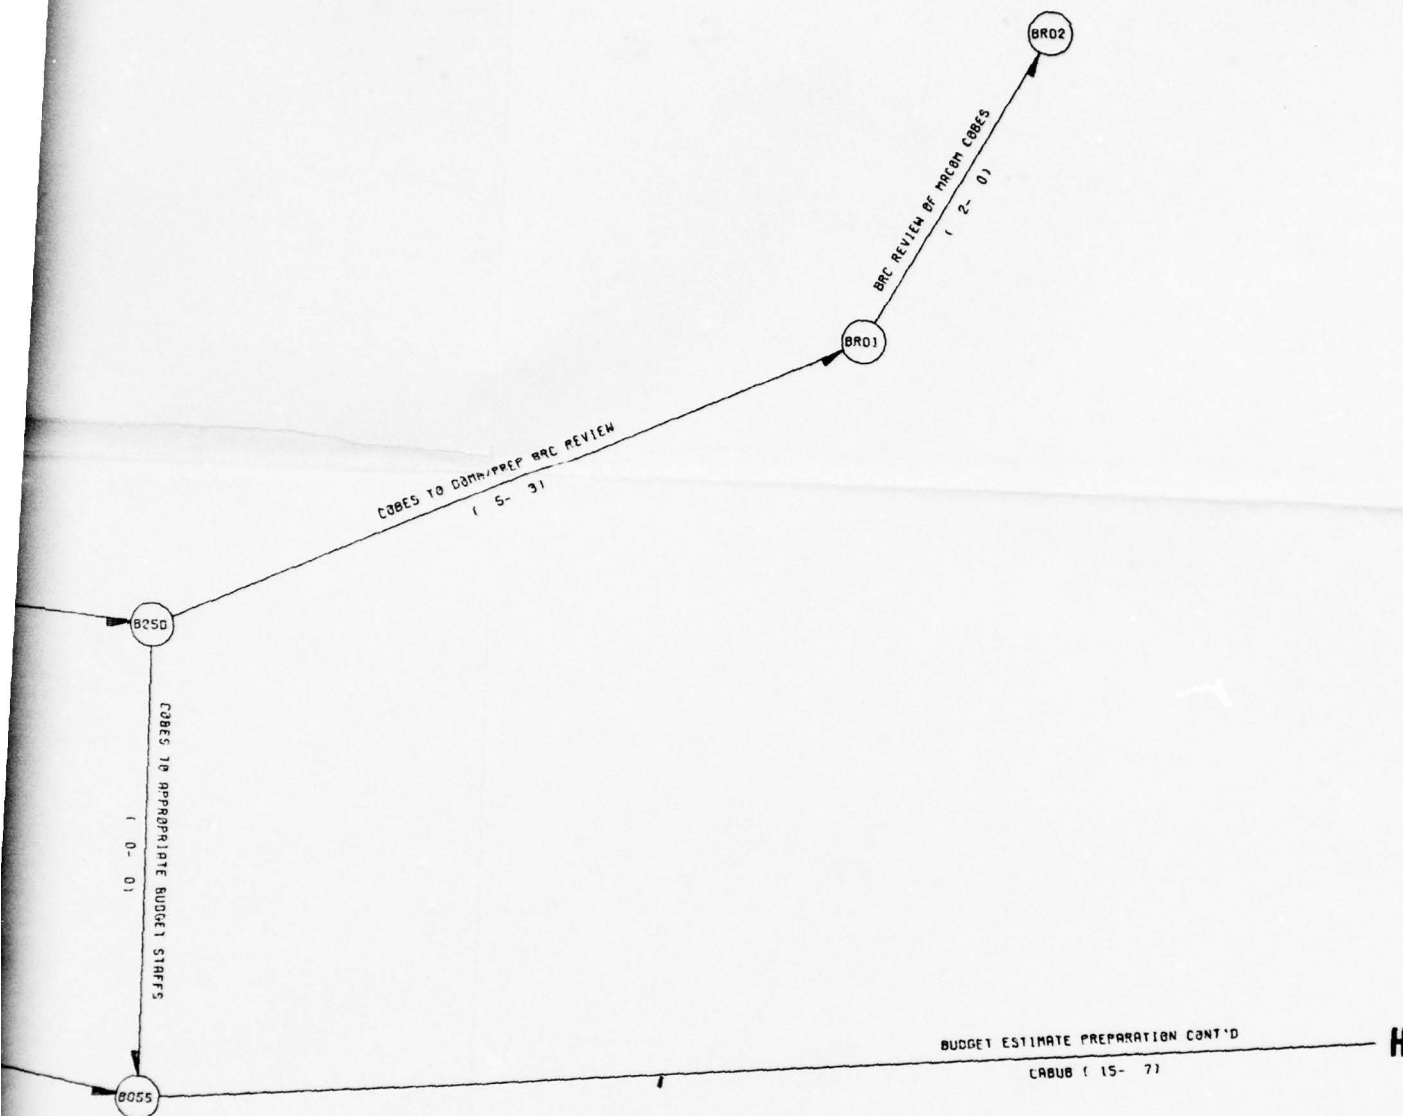 BR02
BRC REVIEW OF MACOM COBES
( 2- 0)
BR01
COBES TO DOMA/PREP BRC REVIEW
( 5- 3)
B250
COBES TO APPROPRIATE BUDGET STAFFS
( 0- 0)
BUDGET ESTIMATE PREPARATION CONT'D
H
CABUB ( 15- 7)
B055